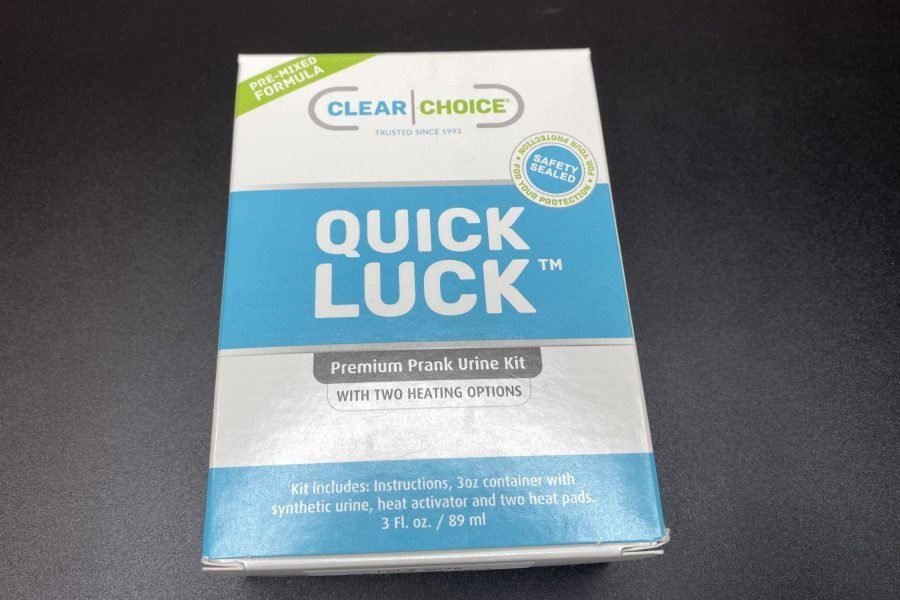 PRE-MIXED
FORMULA
CLEAR CHOICE®
TRUSTED SINCE 1993
FOR YOUR PROTECTION • FOR YOUR PROTECTION •
SAFETY
SEALED
QUICK
LUCK™
Premium Prank Urine Kit
WITH TWO HEATING OPTIONS
Kit includes: Instructions, 3oz container with
synthetic urine, heat activator and two heat pads.
3 Fl. oz. / 89 ml